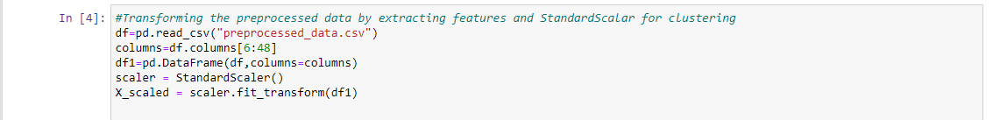 In [4]: #Transforming the preprocessed data by extracting features and StandardScalar for clustering
df=pd.read_csv("preprocessed_data.csv")
columns=df.columns[6:48]
df1=pd.DataFrame(df,columns=columns)
scaler = StandardScaler()
X_scaled = scaler.fit_transform(df1)